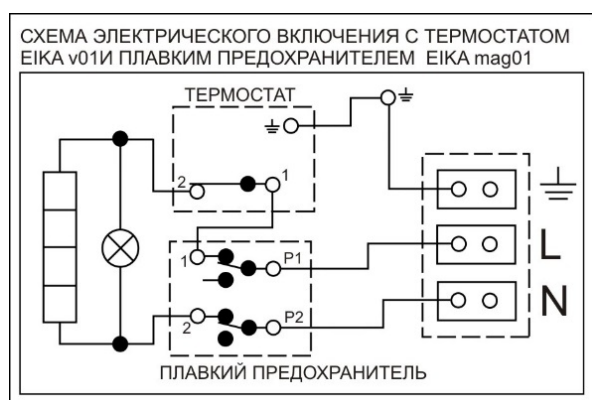 СХЕМА ЭЛЕКТРИЧЕСКОГО ВКЛЮЧЕНИЯ С ТЕРМОСТАТОМ
EIKA v01И ПЛАВКИМ ПРЕДОХРАНИТЕЛЕМ EIKA mag01
ТЕРМОСТАТ
2
1
1
P1
L
2
P2
N
ПЛАВКИЙ ПРЕДОХРАНИТЕЛЬ